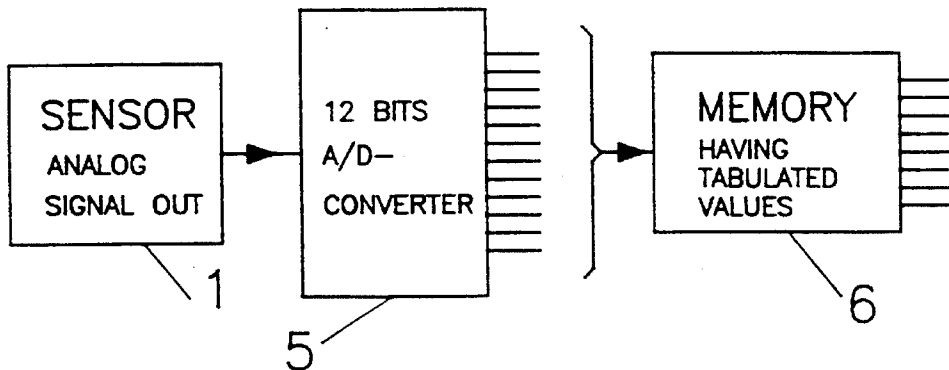 SENSOR
ANALOG
SIGNAL OUT
1
12 BITS
A/D-
CONVERTER
5
MEMORY
HAVING
TABULATED
VALUES
6